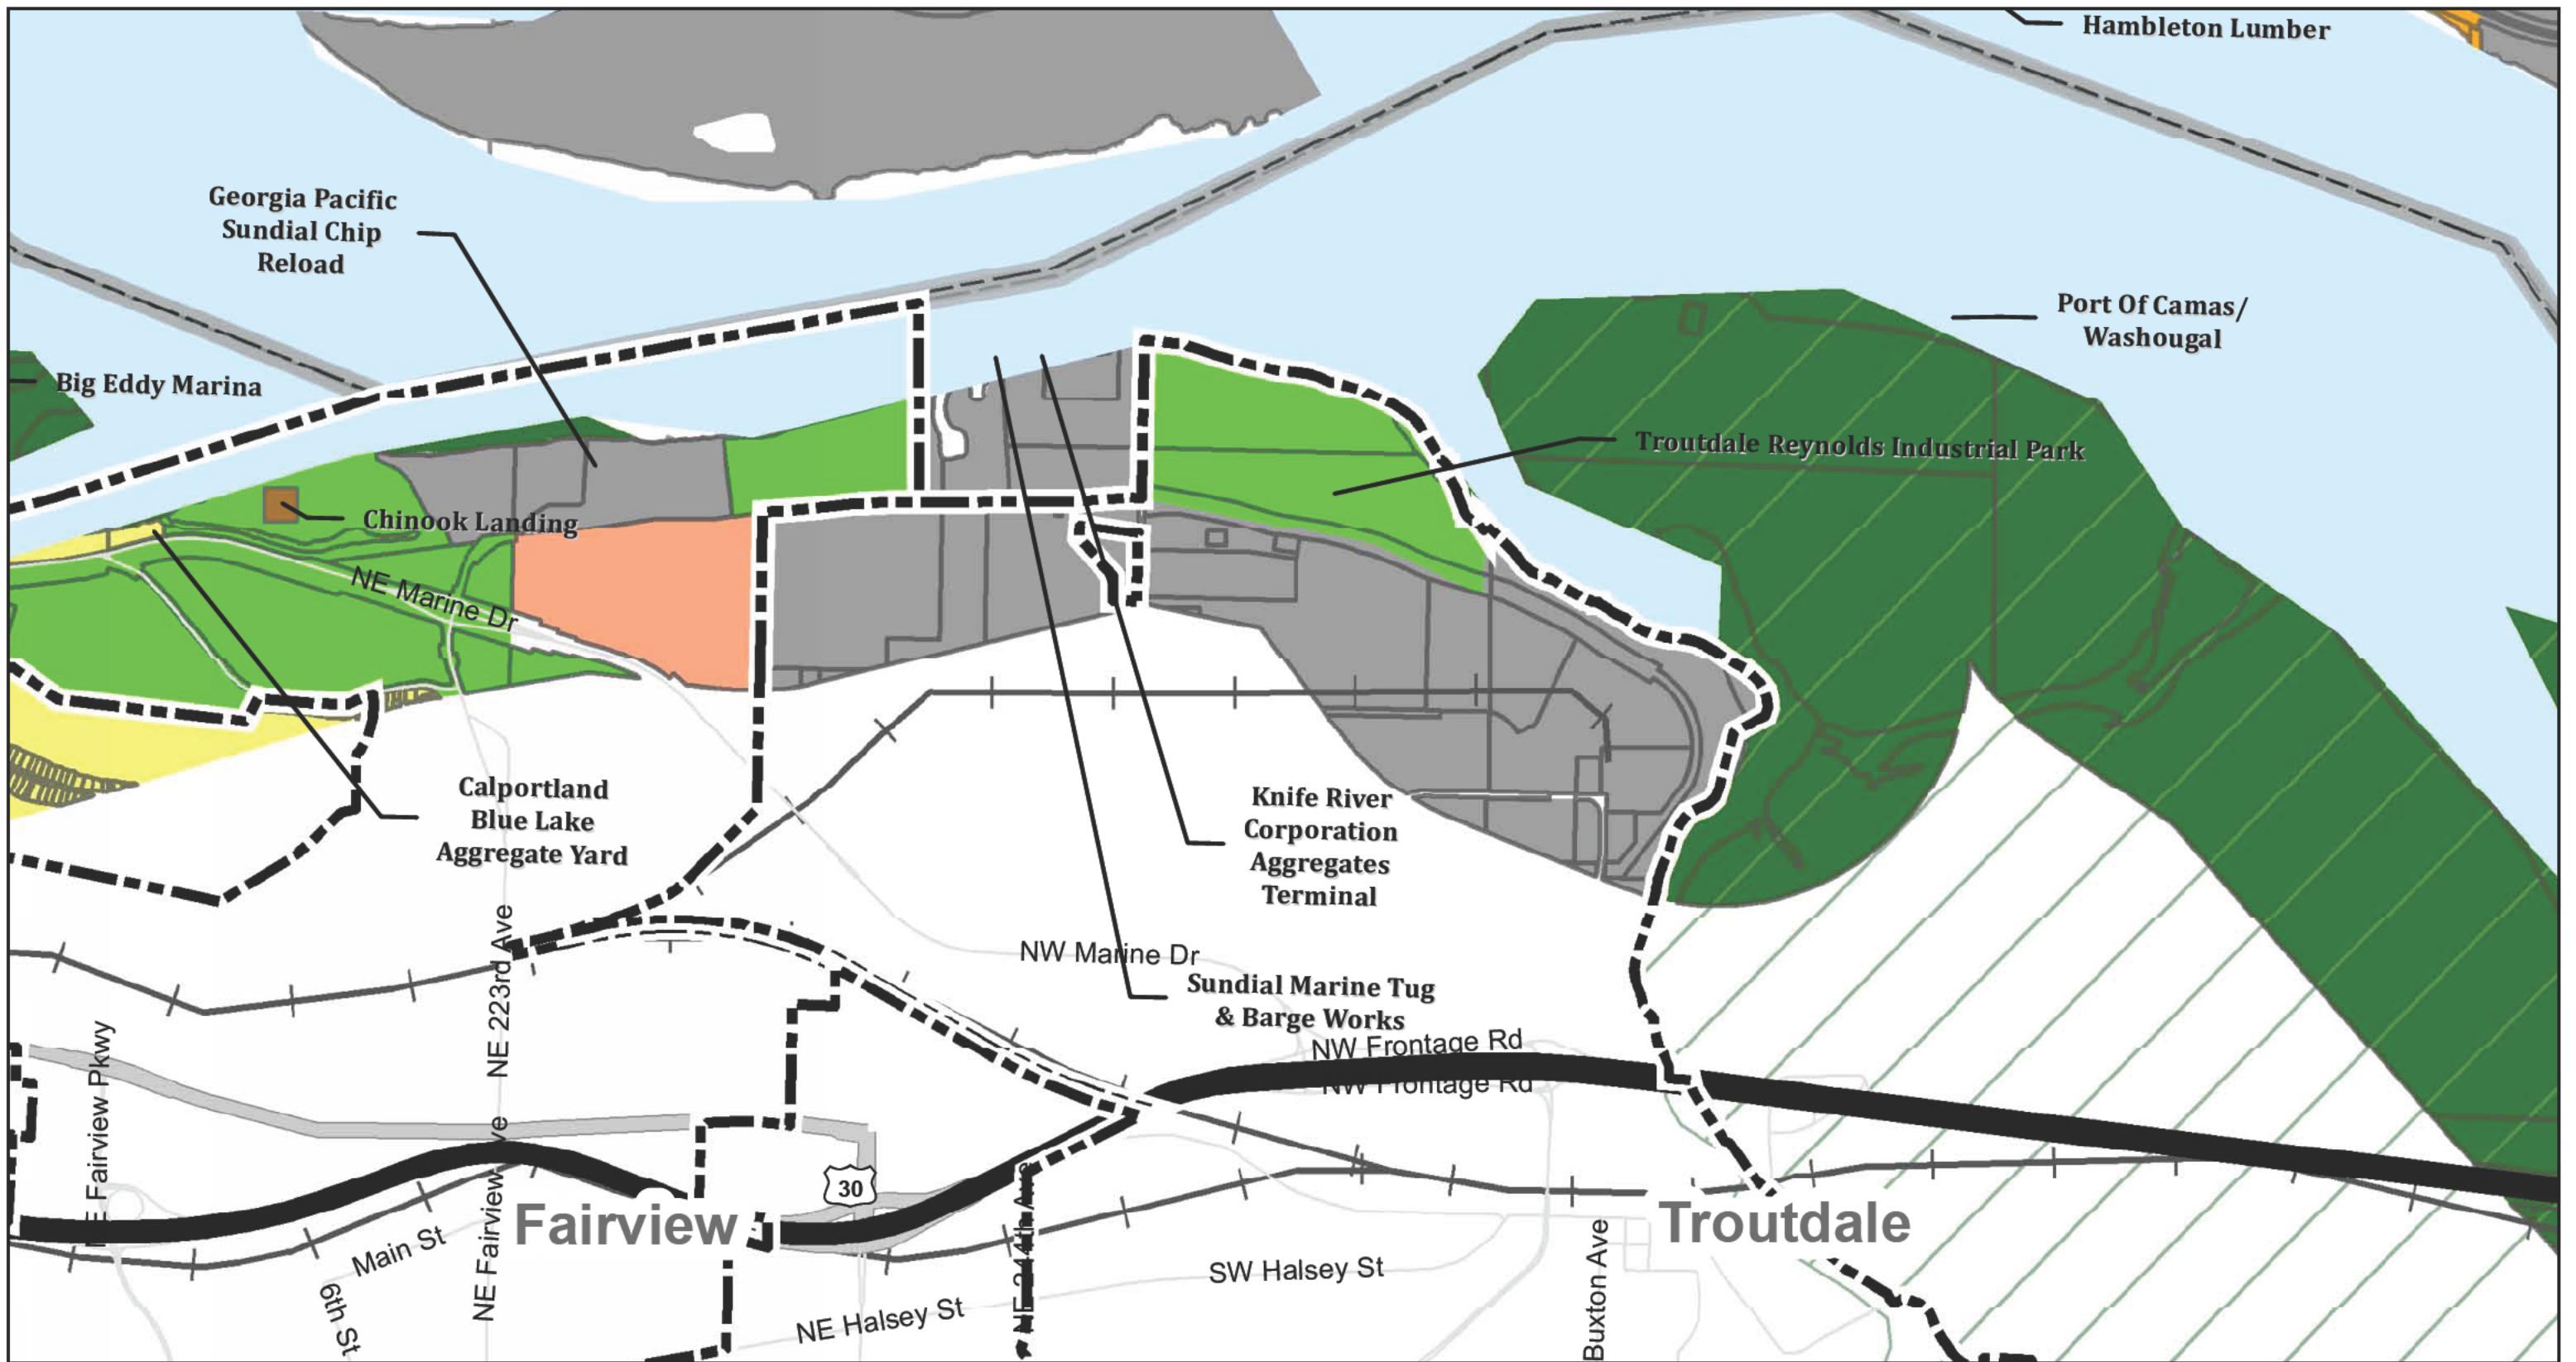 Hambleton Lumber
Georgia Pacific
Sundial Chip
Reload
Port Of Camas/
Washougal
Big Eddy Marina
Troutdale Reynolds Industrial Park
Chinook Landing
NE Marine Dr
Calportland
Blue Lake
Aggregate Yard
Knife River
Corporation
Aggregates
Terminal
NW Marine Dr
Sundial Marine Tug
& Barge Works
NE 223rd Ave
NW Frontage Rd
NW Frontage Rd
NE Fairview Pkwy
NE Fairview Ave
30
Fairview
Troutdale
NE 244th Ave
Main St
6th St
SW Halsey St
NE Halsey St
Buxton Ave